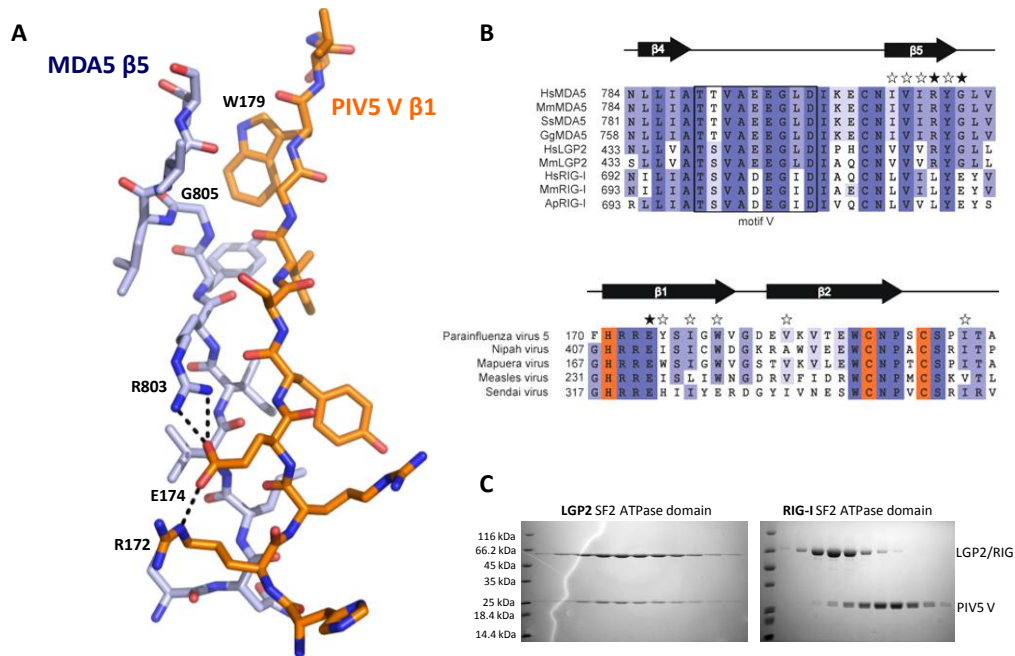 A
B
MDA5 β5
W179
PIV5 V β1
G805
R803
E174
R172
β4
β5
HsMDA5 784 N L L I A T T V A E E G L D I K E C N I V I R Y G L V
MmMDA5 784 N L L I A T T V A E E G L D I K E C N I V I R Y G L V
SsMDA5 781 N L L I A T T V A E E G L D I K E C N I V I R Y G L V
GgMDA5 758 N L L I A T T V A E E G L D I K E C N I V I R Y G L V
HsLGP2 433 N L L V A T S V A E E G L D I P H C N V V V R Y G L L
MmLGP2 433 S L L V A T S V A E E G L D I A Q C N V V V R Y G L L
HsRIG-I 692 N I L I A T S V A D E G I D I A Q C N L V I L Y E Y V
MmRIG-I 693 N I L I A T S V A D E G I D I A E C N L V I L Y E Y V
ApRIG-I 693 R L L I A T S V A D E G I D I V Q C N L V V L Y E Y S
motif V
β1
β2
Parainfluenza virus 5 170 F H R R E Y S I G W V G D E V K V T E W C N P S C S P I T A
Nipah virus 407 G H R R E I S I C W D G K R A W V E E W C N P A C S R I T P
Mapuera virus 167 G H R R E W S I G W V G S T V K V L E W C N P T C S P I T A
Measles virus 231 G H R R E I S L I W N G D R V F I D R W C N P M C S K V T L
Sendai virus 317 G H R R E H I I Y E R D G Y I V N E S W C N P V C S R I R V
C
LGP2 SF2 ATPase domain
RIG-I SF2 ATPase domain
116 kDa
66.2 kDa
45 kDa
35 kDa
25 kDa
18.4 kDa
14.4 kDa
LGP2/RIG
PIV5 V